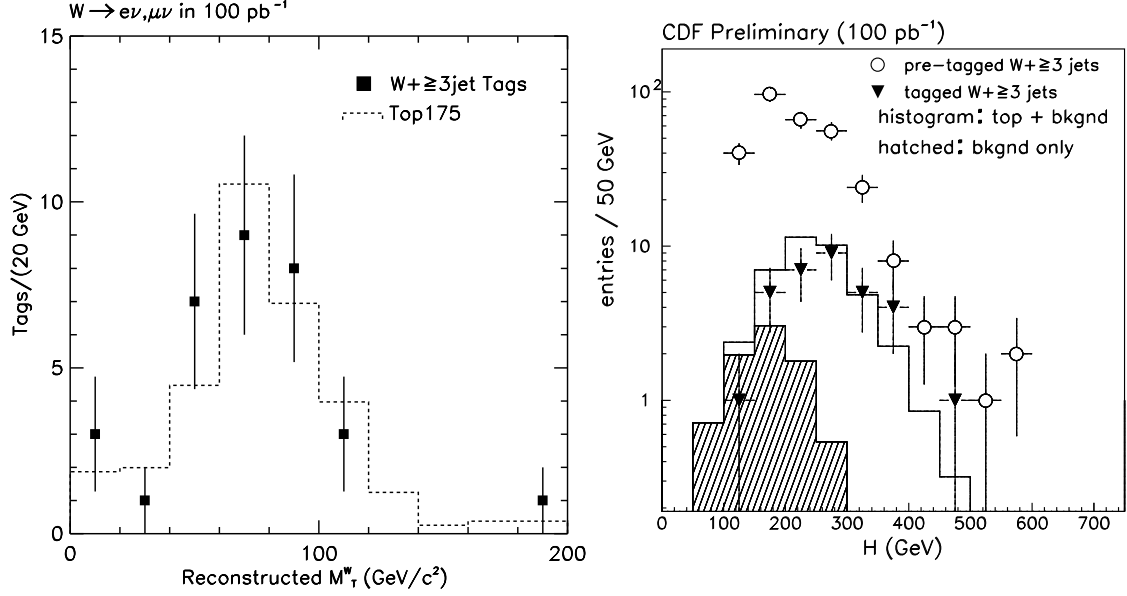 W→eν,μν in 100 pb⁻¹
15
10
5
0
Tags/(20 GeV)
■ W+≧3jet Tags
Top175
0 100 200
Reconstructed Mᵂ_T (GeV/c²)
CDF Preliminary (100 pb⁻¹)
○ pre-tagged W+≧3 jets
▼ tagged W+≧3 jets
histogram: top + bkgnd
hatched: bkgnd only
10²
10
1
entries / 50 GeV
0 100 200 300 400 500 600 700
H (GeV)